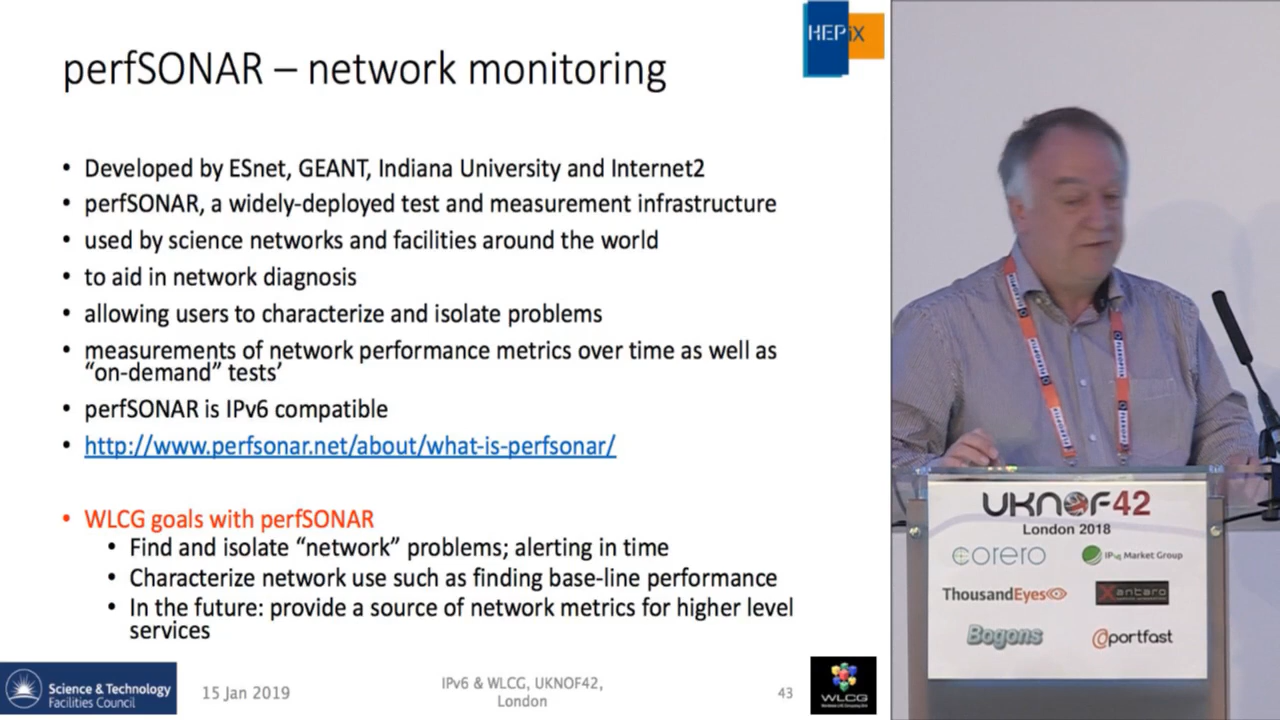 HEPiX
perfSONAR – network monitoring
• Developed by ESnet, GEANT, Indiana University and Internet2
• perfSONAR, a widely-deployed test and measurement infrastructure
• used by science networks and facilities around the world
• to aid in network diagnosis
• allowing users to characterize and isolate problems
• measurements of network performance metrics over time as well as
“on-demand” tests’
• perfSONAR is IPv6 compatible
• http://www.perfsonar.net/about/what-is-perfsonar/
• WLCG goals with perfSONAR
• Find and isolate “network” problems; alerting in time
• Characterize network use such as finding base-line performance
• In the future: provide a source of network metrics for higher level
services
Science & Technology
Facilities Council
15 Jan 2019
IPv6 & WLCG, UKNOF42,
London
43
WLCG
UKNOF42
London 2018
corero
IPv4 Market Group
ThousandEyes
Xantaro
Bogons
portfast